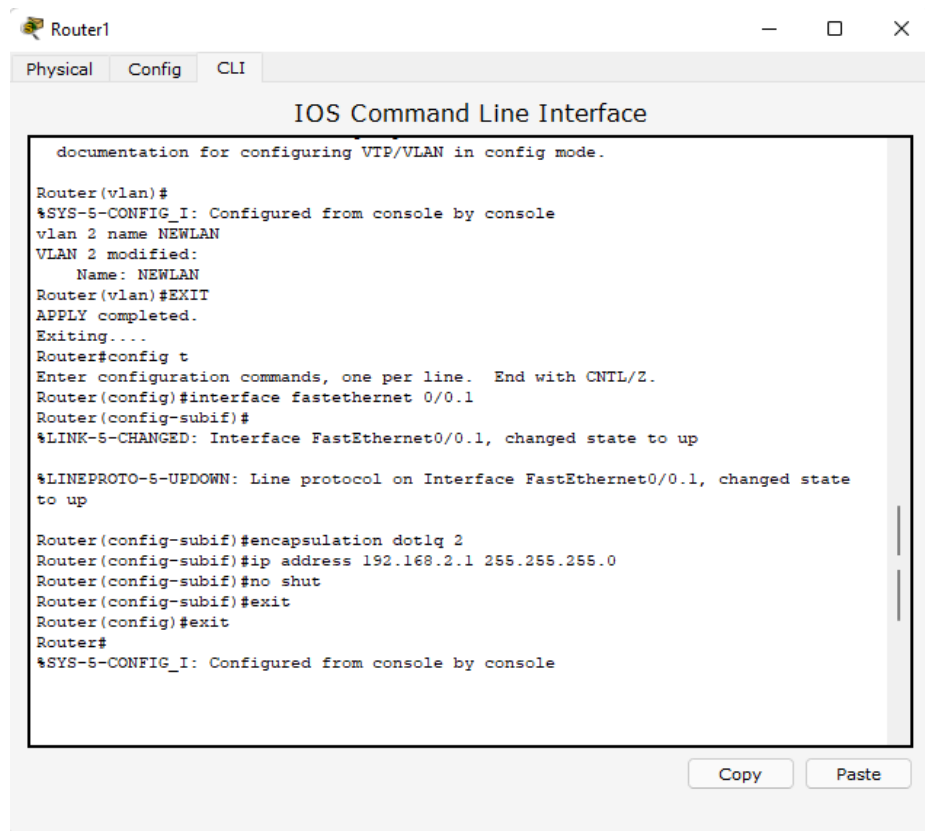 Router1
Physical Config CLI
IOS Command Line Interface
documentation for configuring VTP/VLAN in config mode.
Router(vlan)#
%SYS-5-CONFIG_I: Configured from console by console
vlan 2 name NEWLAN
VLAN 2 modified:
Name: NEWLAN
Router(vlan)#EXIT
APPLY completed.
Exiting....
Router#config t
Enter configuration commands, one per line.  End with CNTL/Z.
Router(config)#interface fastethernet 0/0.1
Router(config-subif)#
%LINK-5-CHANGED: Interface FastEthernet0/0.1, changed state to up
%LINEPROTO-5-UPDOWN: Line protocol on Interface FastEthernet0/0.1, changed state
to up
Router(config-subif)#encapsulation dot1q 2
Router(config-subif)#ip address 192.168.2.1 255.255.255.0
Router(config-subif)#no shut
Router(config-subif)#exit
Router(config)#exit
Router#
%SYS-5-CONFIG_I: Configured from console by console
Copy Paste